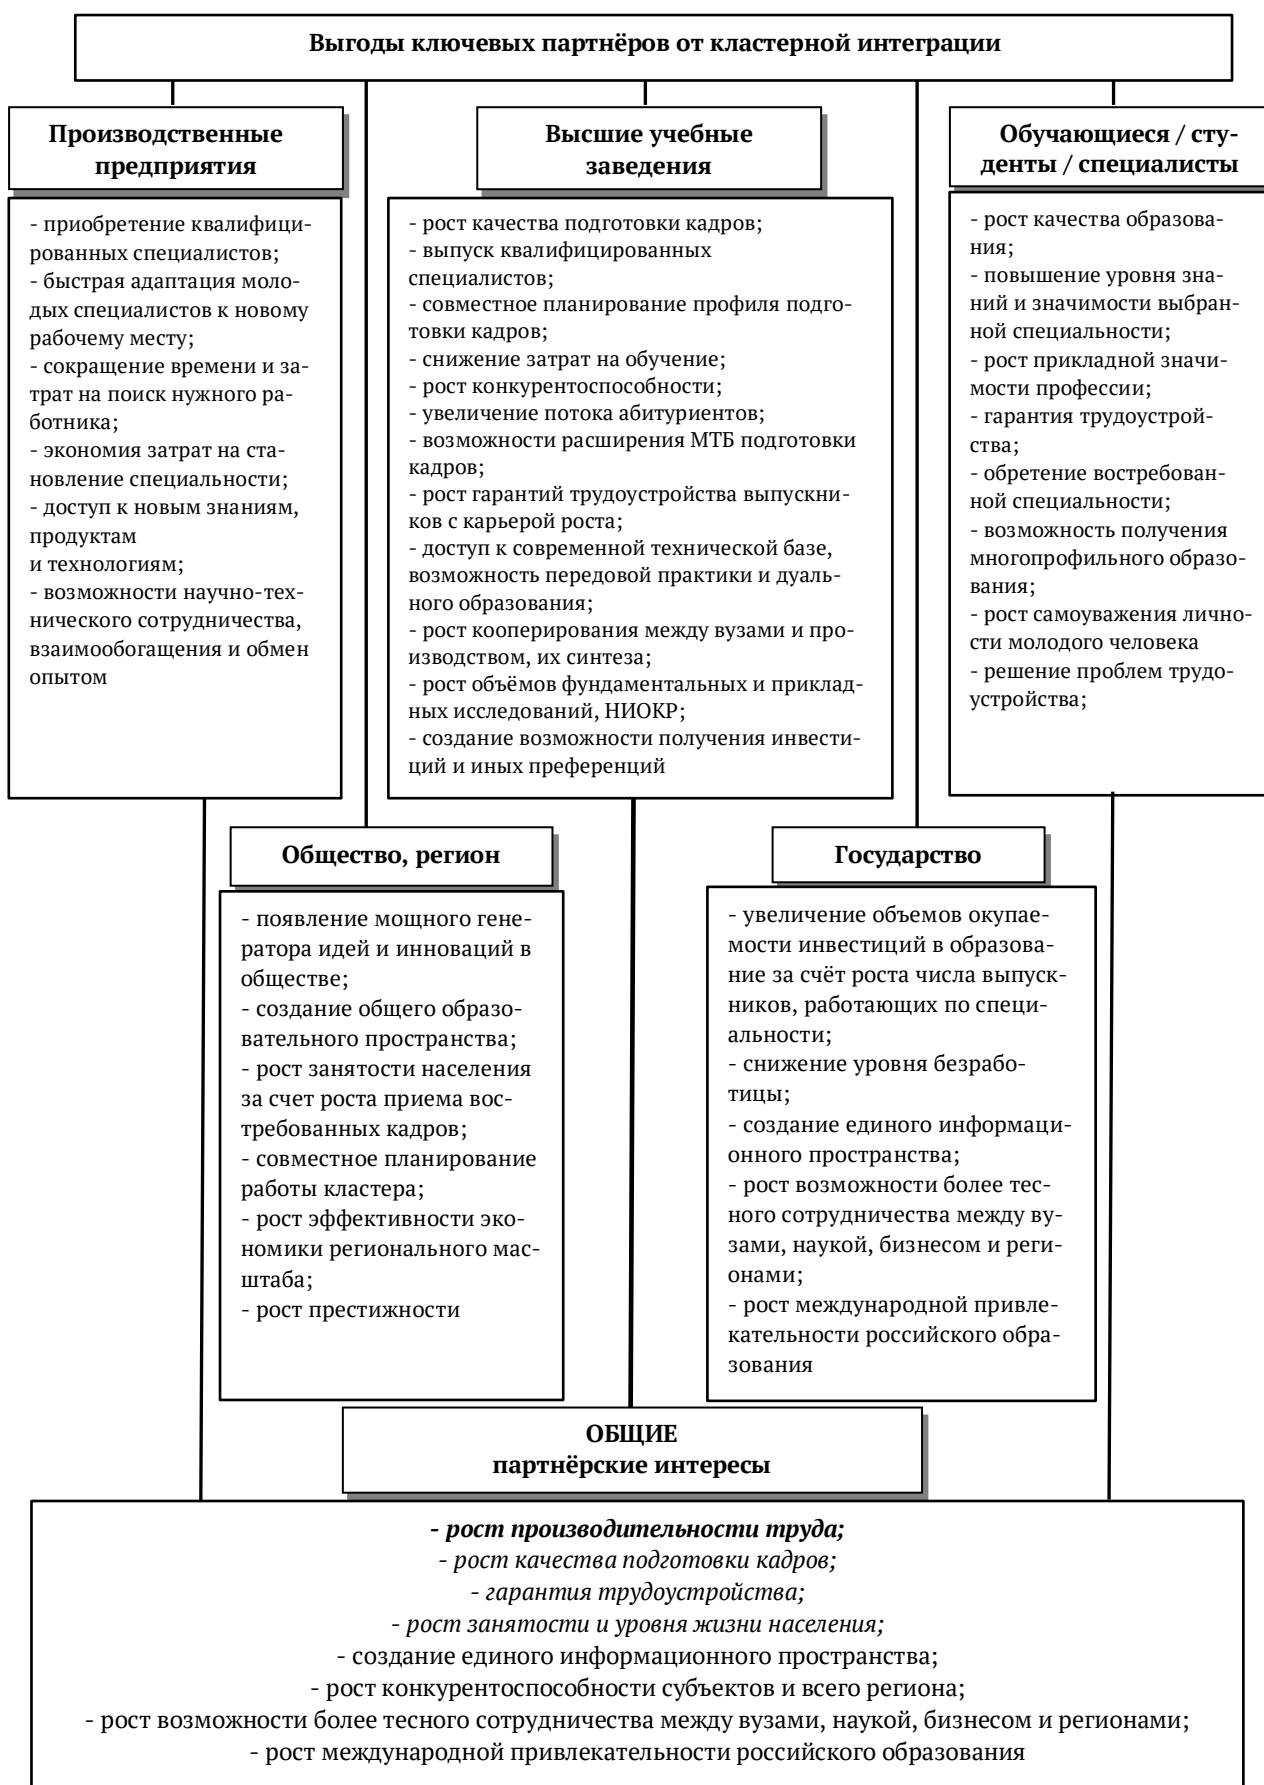 Выгоды ключевых партнёров от кластерной интеграции
Производственные
предприятия
- приобретение квалифици-
рованных специалистов;
- быстрая адаптация моло-
дых специалистов к новому
рабочему месту;
- сокращение времени и за-
трат на поиск нужного ра-
ботника;
- экономия затрат на ста-
новление специальности;
- доступ к новым знаниям,
продуктам
и технологиям;
- возможности научно-тех-
нического сотрудничества,
взаимообогащения и обмен
опытом
Высшие учебные
заведения
- рост качества подготовки кадров;
- выпуск квалифицированных
специалистов;
- совместное планирование профиля подго-
товки кадров;
- снижение затрат на обучение;
- рост конкурентоспособности;
- увеличение потока абитуриентов;
- возможности расширения МТБ подготовки
кадров;
- рост гарантий трудоустройства выпускни-
ков с карьерой роста;
- доступ к современной технической базе,
возможность передовой практики и дуаль-
ного образования;
- рост кооперирования между вузами и про-
изводством, их синтеза;
- рост объёмов фундаментальных и приклад-
ных исследований, НИОКР;
- создание возможности получения инвести-
ций и иных преференций
Обучающиеся / сту-
денты / специалисты
- рост качества образова-
ния;
- повышение уровня зна-
ний и значимости выбран-
ной специальности;
- рост прикладной значи-
мости профессии;
- гарантия трудоустрой-
ства;
- обретение востребован-
ной специальности;
- возможность получения
многопрофильного образо-
вания;
- рост самоуважения лично-
сти молодого человека
- решение проблем трудо-
устройства;
Общество, регион
- появление мощного гене-
ратора идей и инноваций в
обществе;
- создание общего образо-
вательного пространства;
- рост занятости населения
за счет роста приема вос-
требованных кадров;
- совместное планирование
работы кластера;
- рост эффективности эко-
номики регионального мас-
штаба;
- рост престижности
Государство
- увеличение объемов окупае-
мости инвестиций в образова-
ние за счёт роста числа выпуск-
ников, работающих по специ-
альности;
- снижение уровня безрабо-
тицы;
- создание единого информаци-
онного пространства;
- рост возможности более тес-
ного сотрудничества между ву-
зами, наукой, бизнесом и реги-
онами;
- рост международной привле-
кательности российского обра-
зования
ОБЩИЕ
партнёрские интересы
- рост производительности труда;
- рост качества подготовки кадров;
- гарантия трудоустройства;
- рост занятости и уровня жизни населения;
- создание единого информационного пространства;
- рост конкурентоспособности субъектов и всего региона;
- рост возможности более тесного сотрудничества между вузами, наукой, бизнесом и регионами;
- рост международной привлекательности российского образования